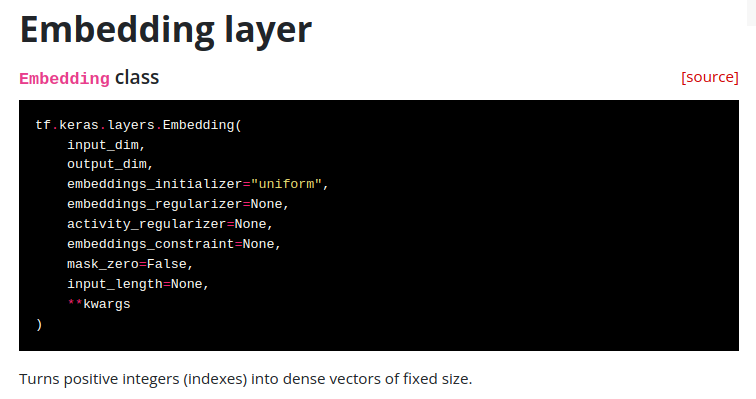 Embedding layer
Embedding class [source]
tf.keras.layers.Embedding(
    input_dim,
    output_dim,
    embeddings_initializer="uniform",
    embeddings_regularizer=None,
    activity_regularizer=None,
    embeddings_constraint=None,
    mask_zero=False,
    input_length=None,
    **kwargs
)
Turns positive integers (indexes) into dense vectors of fixed size.